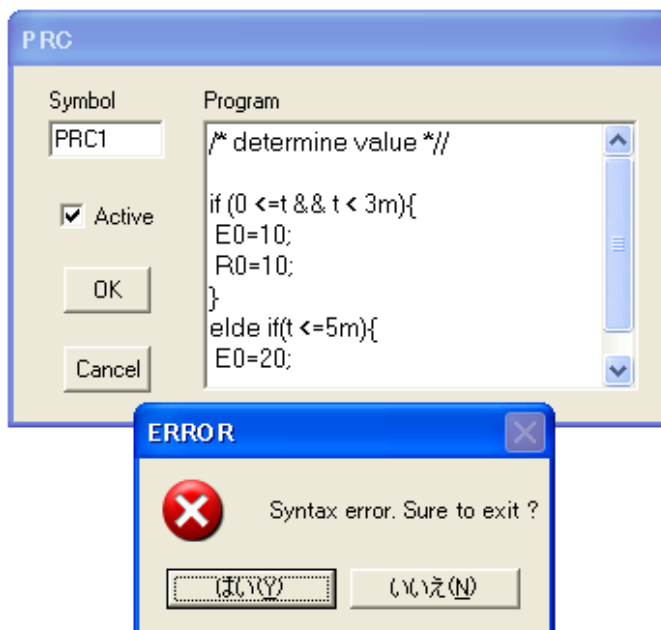 PRC
Symbol
Program
PRC1
/* determine value *//
if (0 <=t && t < 3m){
E0=10;
R0=10;
}
elde if(t <=5m){
E0=20;
Active
OK
Cancel
ERROR
Syntax error. Sure to exit ?
はい(Y)
いいえ(N)